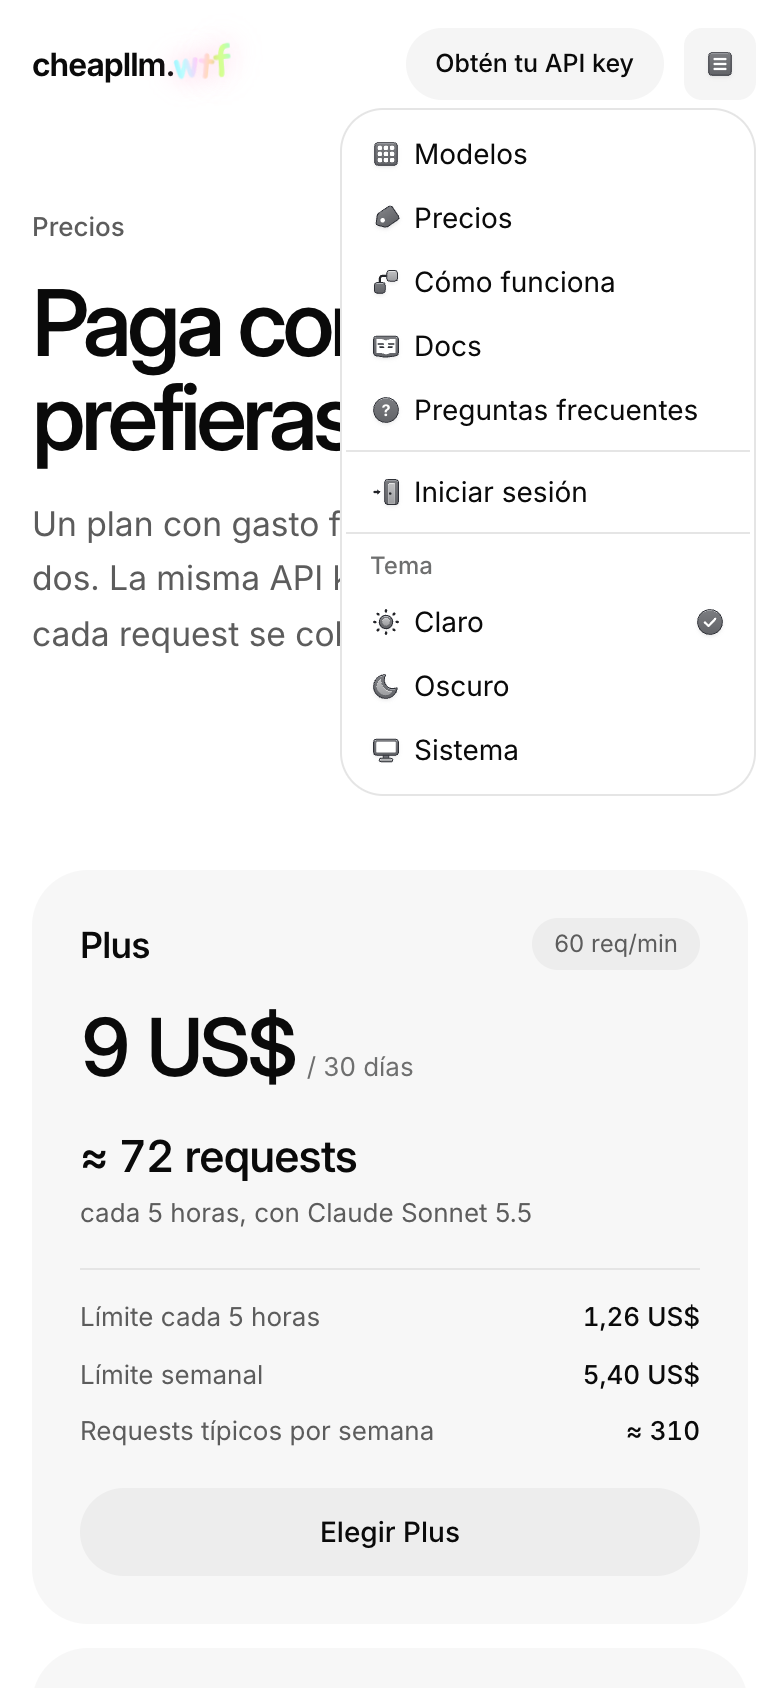 cheapllm.wtf
Obtén tu API key
Modelos
Precios
Cómo funciona
Docs
Preguntas frecuentes
Iniciar sesión
Tema
Claro
Oscuro
Sistema
Precios
Paga
prefieras
Un plan con gasto
dos. La misma API
cada request se
Plus
60 req/min
9 US$ / 30 días
≈ 72 requests
cada 5 horas, con Claude Sonnet 5.5
Límite cada 5 horas 1,26 US$
Límite semanal 5,40 US$
Requests típicos por semana ≈ 310
Elegir Plus